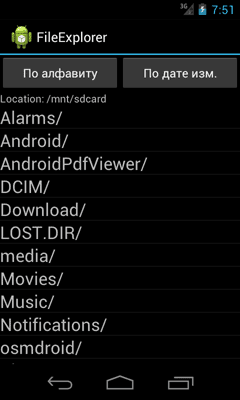 3G 7:51
FileExplorer
По алфавиту По дате изм.
Location: /mnt/sdcard
Alarms/
Android/
AndroidPdfViewer/
DCIM/
Download/
LOST.DIR/
media/
Movies/
Music/
Notifications/
osmdroid/